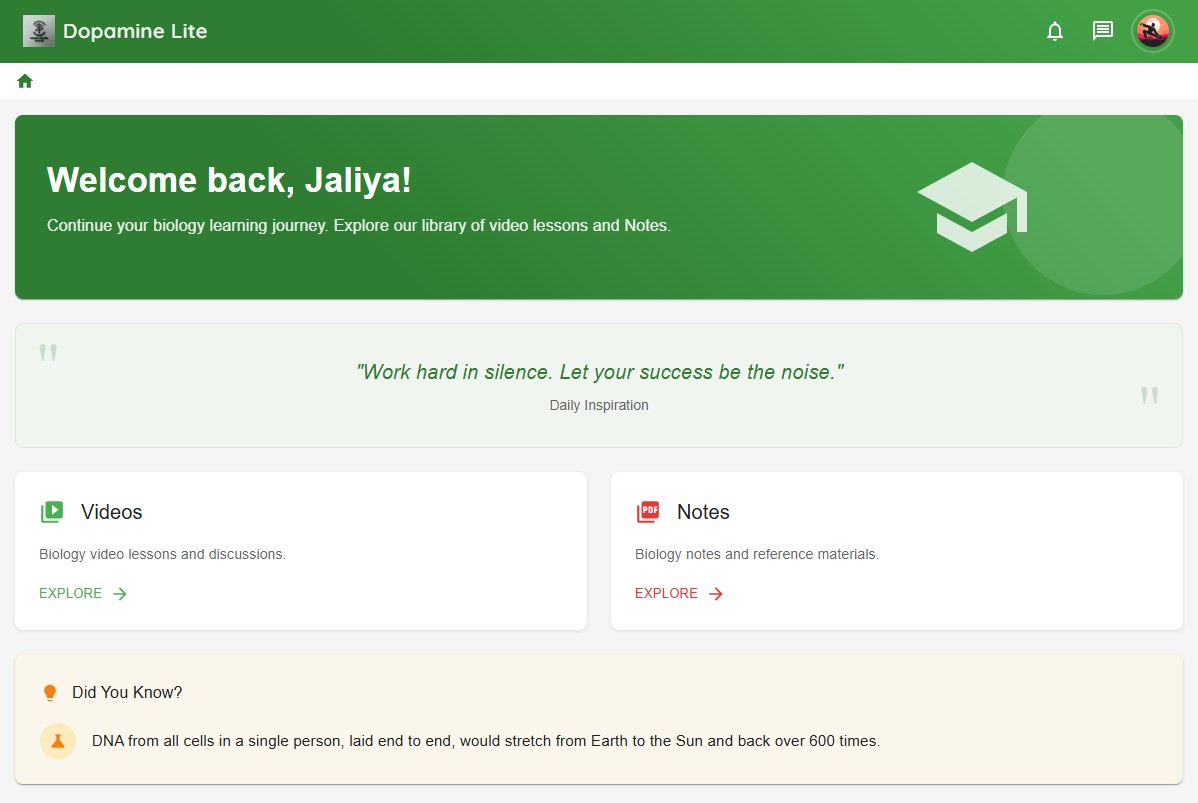 Dopamine Lite
Welcome back, Jaliya!
Continue your biology learning journey. Explore our library of video lessons and Notes.
"Work hard in silence. Let your success be the noise."
Daily Inspiration
Videos
Biology video lessons and discussions.
EXPLORE
PDF
Notes
Biology notes and reference materials.
EXPLORE
Did You Know?
DNA from all cells in a single person, laid end to end, would stretch from Earth to the Sun and back over 600 times.